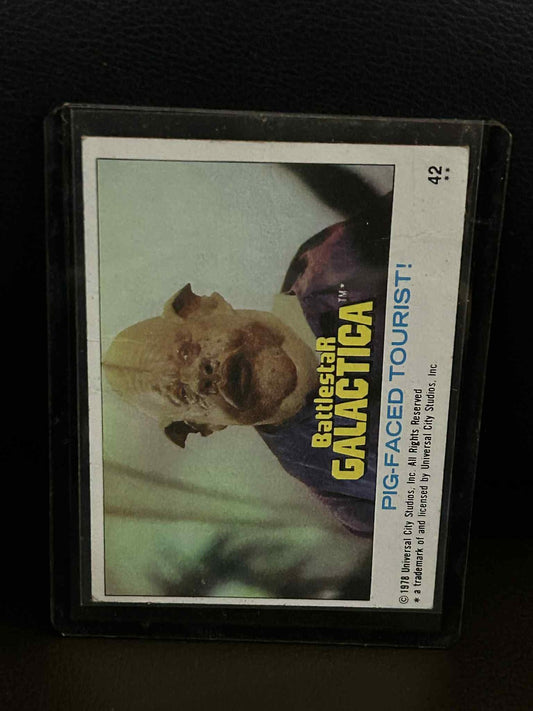 42
**
Battlestar
GALACTICA™*
PIG-FACED TOURIST!
© 1978 Universal City Studios, Inc. All Rights Reserved
* a trademark of and licensed by Universal City Studios, Inc